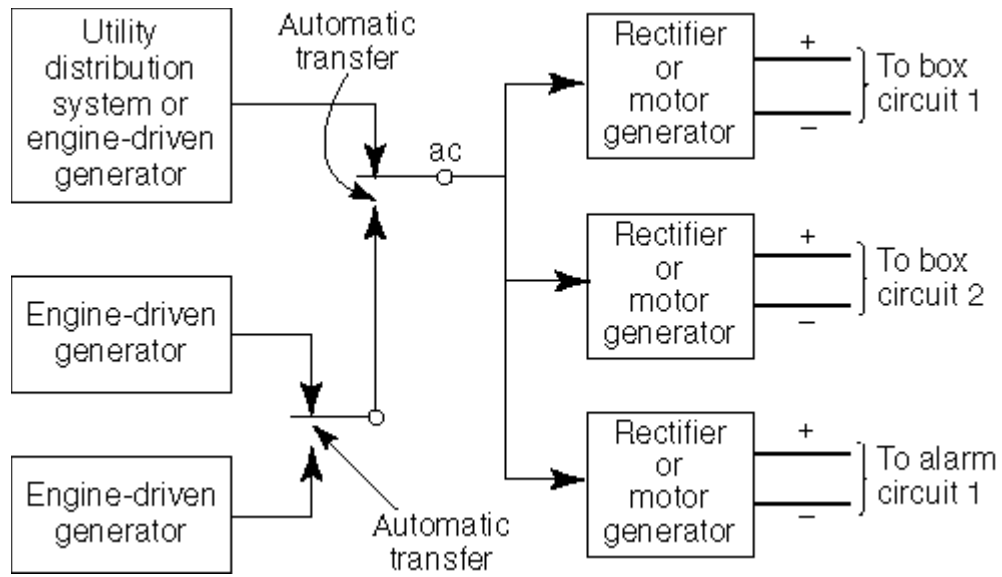 Utility
distribution
system or
engine-driven
generator
Automatic
transfer
ac
Rectifier
or
motor
generator
+
−
To box
circuit 1
Rectifier
or
motor
generator
+
−
To box
circuit 2
Engine-driven
generator
Engine-driven
generator
Automatic
transfer
Rectifier
or
motor
generator
+
−
To alarm
circuit 1